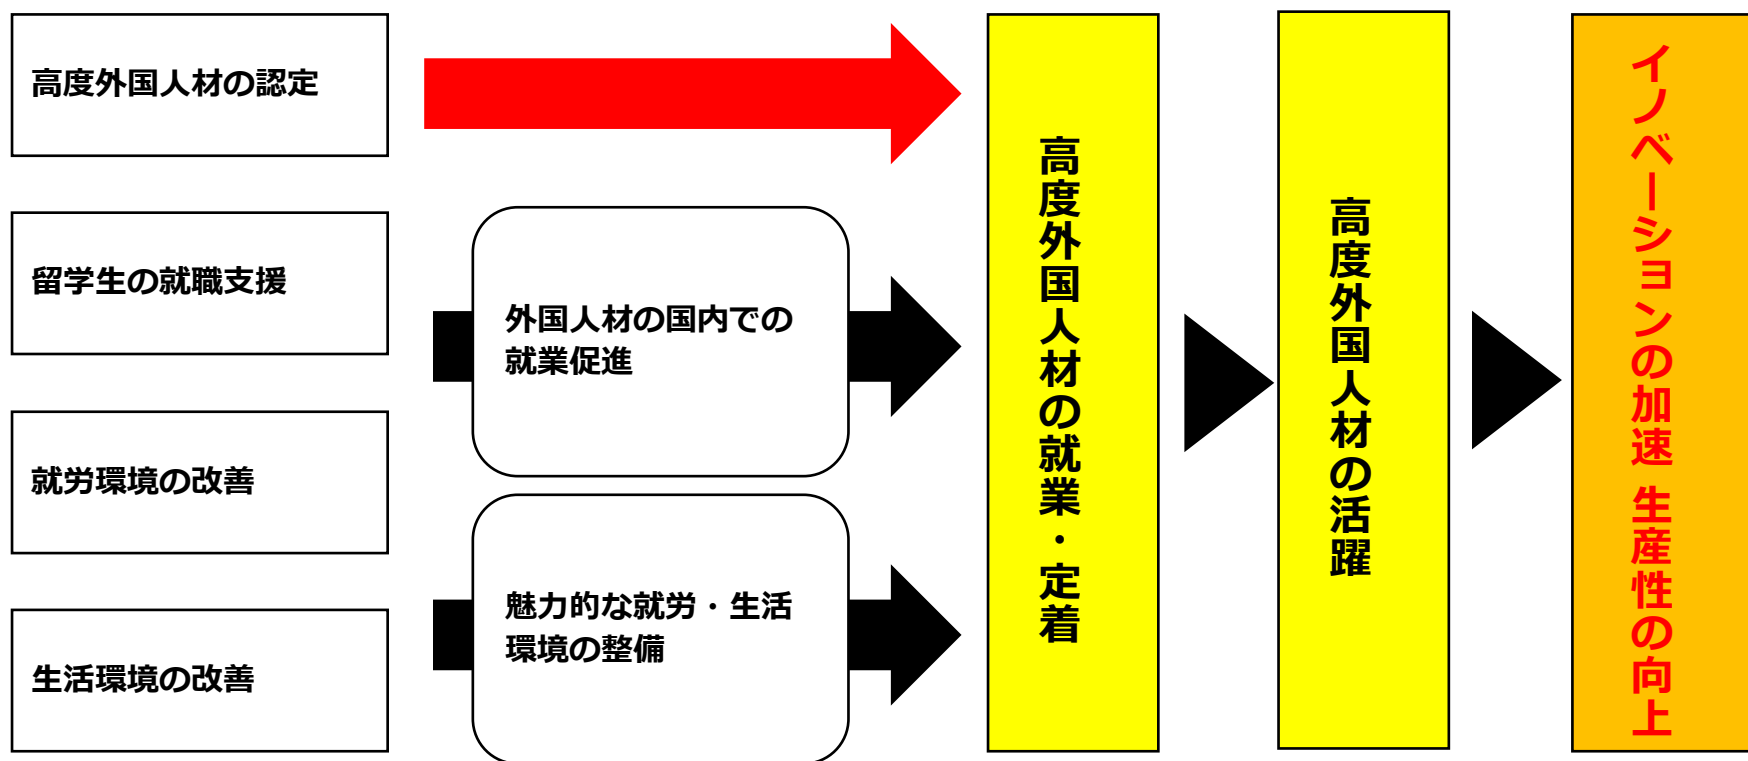 高度外国人材の認定
留学生の就職支援
就労環境の改善
生活環境の改善
外国人材の国内での
就業促進
魅力的な就労・生活
環境の整備
高度外国人材の就業・定着
高度外国人材の活躍
イノベーションの加速 生産性の向上